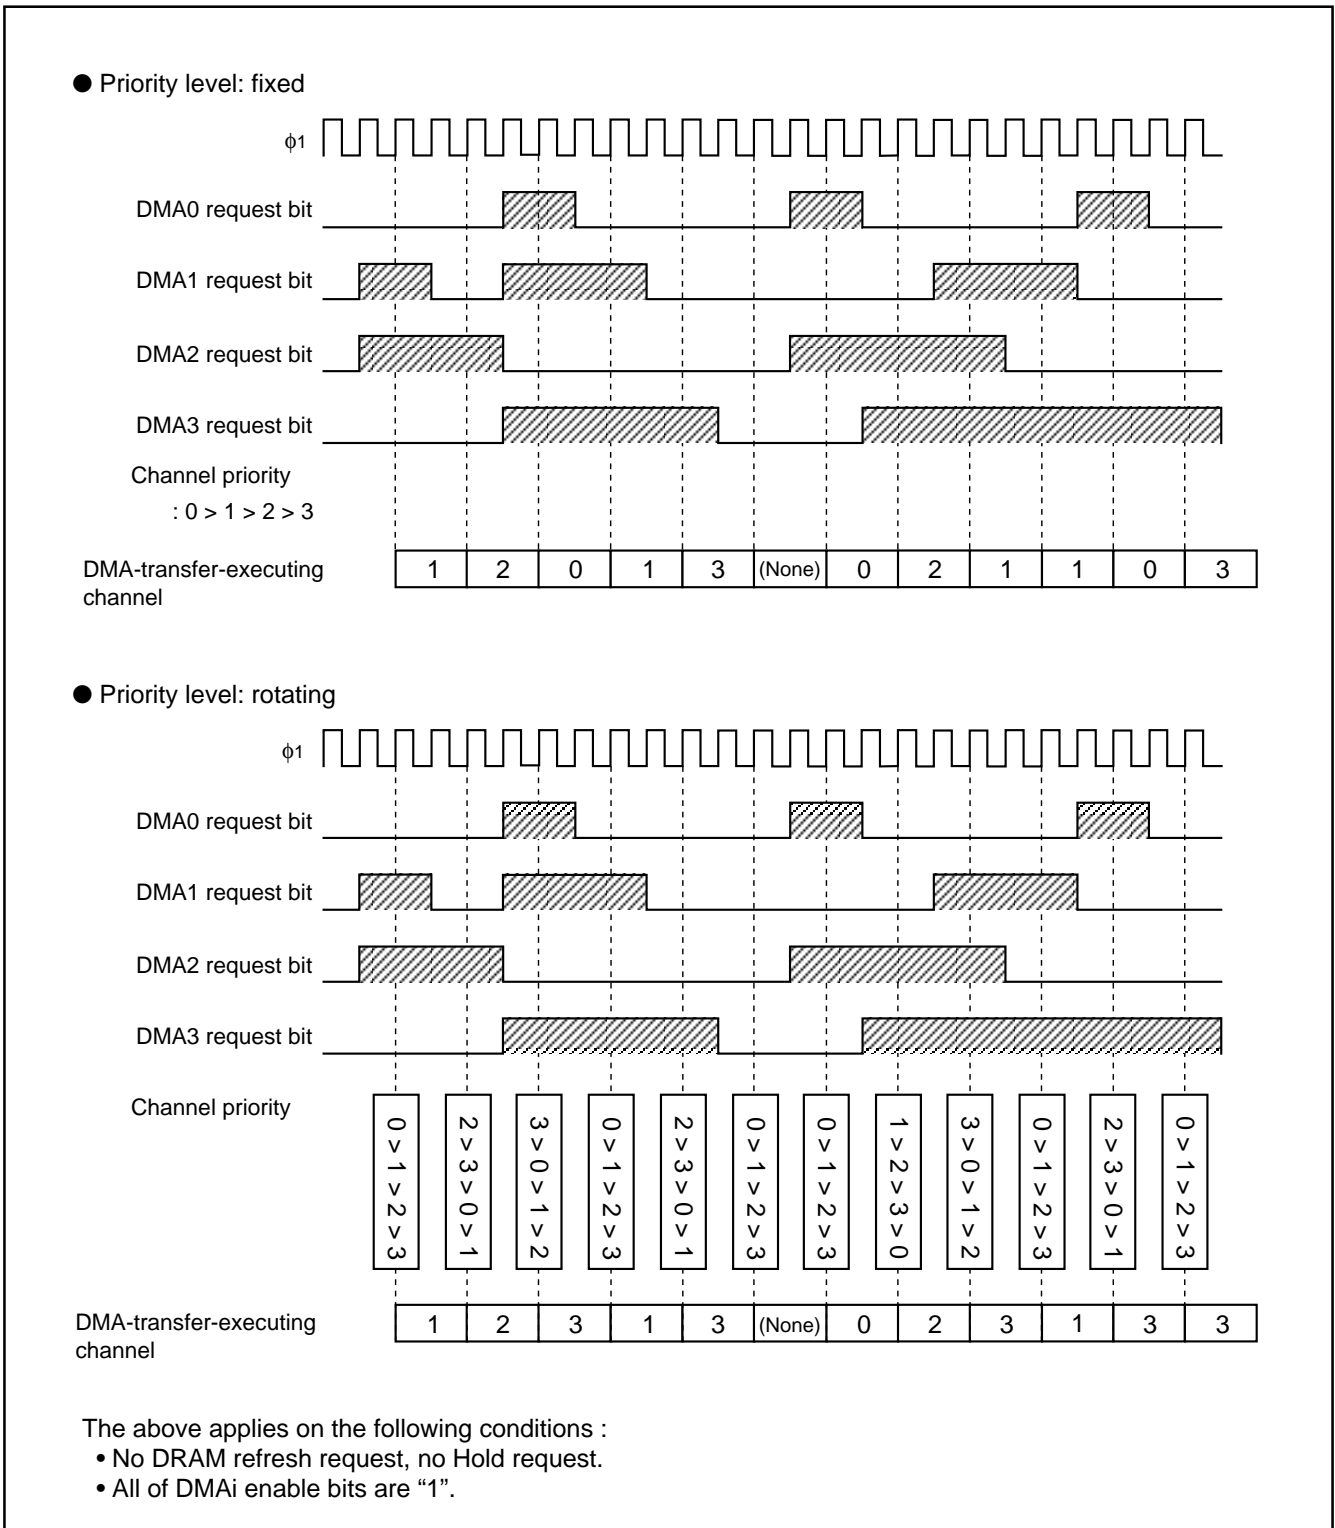 ● Priority level: fixed
ϕ1
DMA0 request bit
DMA1 request bit
DMA2 request bit
DMA3 request bit
Channel priority
: 0 > 1 > 2 > 3
DMA-transfer-executing
channel
1 2 0 1 3 (None) 0 2 1 1 0 3
● Priority level: rotating
ϕ1
DMA0 request bit
DMA1 request bit
DMA2 request bit
DMA3 request bit
Channel priority
0 > 1 > 2 > 3
2 > 3 > 0 > 1
3 > 0 > 1 > 2
0 > 1 > 2 > 3
2 > 3 > 0 > 1
0 > 1 > 2 > 3
0 > 1 > 2 > 3
1 > 2 > 3 > 0
3 > 0 > 1 > 2
0 > 1 > 2 > 3
2 > 3 > 0 > 1
0 > 1 > 2 > 3
DMA-transfer-executing
channel
1 2 3 1 3 (None) 0 2 3 1 3 3
The above applies on the following conditions :
• No DRAM refresh request, no Hold request.
• All of DMAi enable bits are “1”.